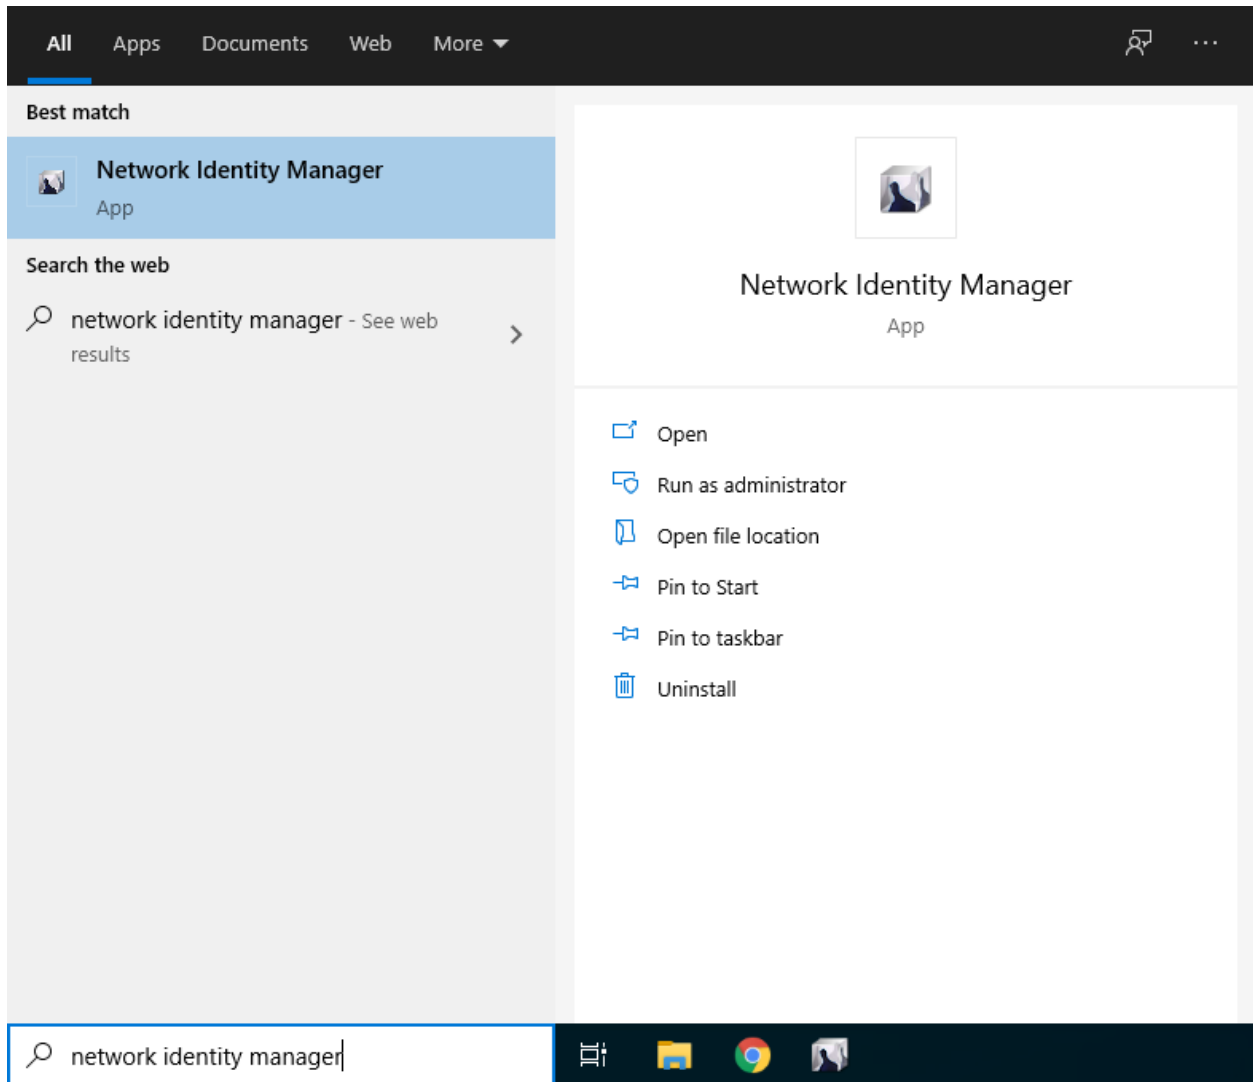 All Apps Documents Web More
Best match
Network Identity Manager
App
Search the web
network identity manager - See web
results
Network Identity Manager
App
Open
Run as administrator
Open file location
Pin to Start
Pin to taskbar
Uninstall
network identity manager